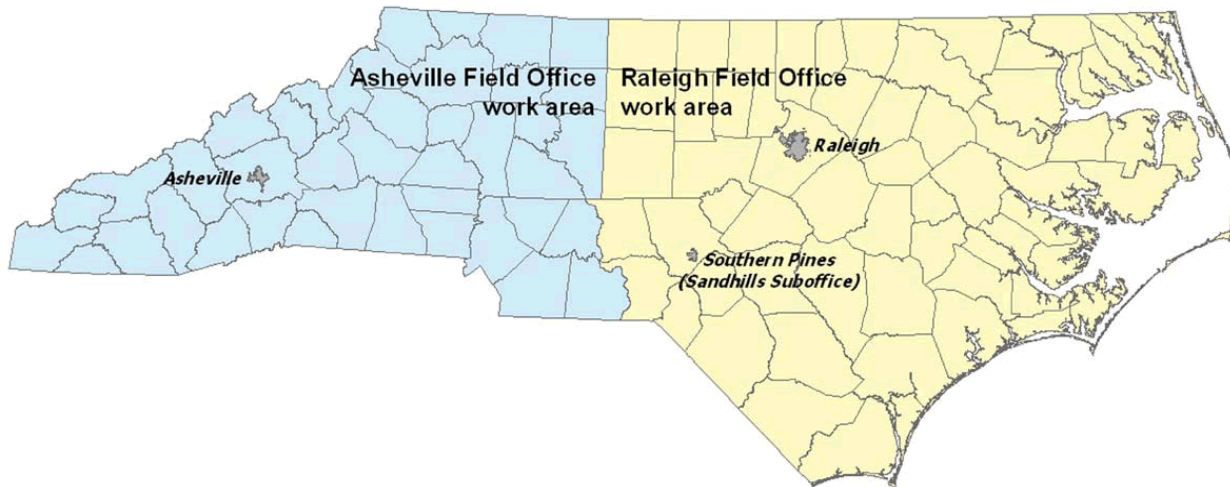 Asheville Field Office
work area
Raleigh Field Office
work area
Raleigh
Asheville
Southern Pines
(Sandhills Suboffice)